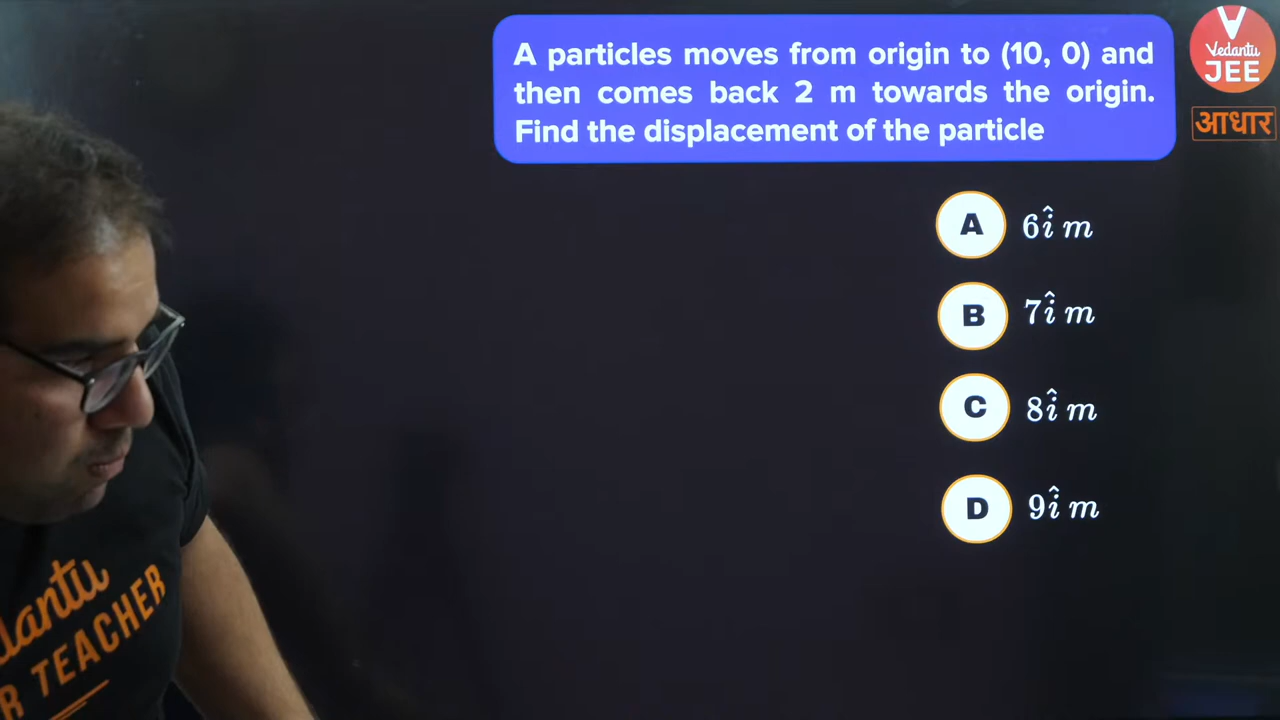 A particles moves from origin to (10, 0) and
then comes back 2 m towards the origin.
Find the displacement of the particle
Vedantu
JEE
आधार
A 6î m
B 7î m
C 8î m
D 9î m
dantu
R TEACHER